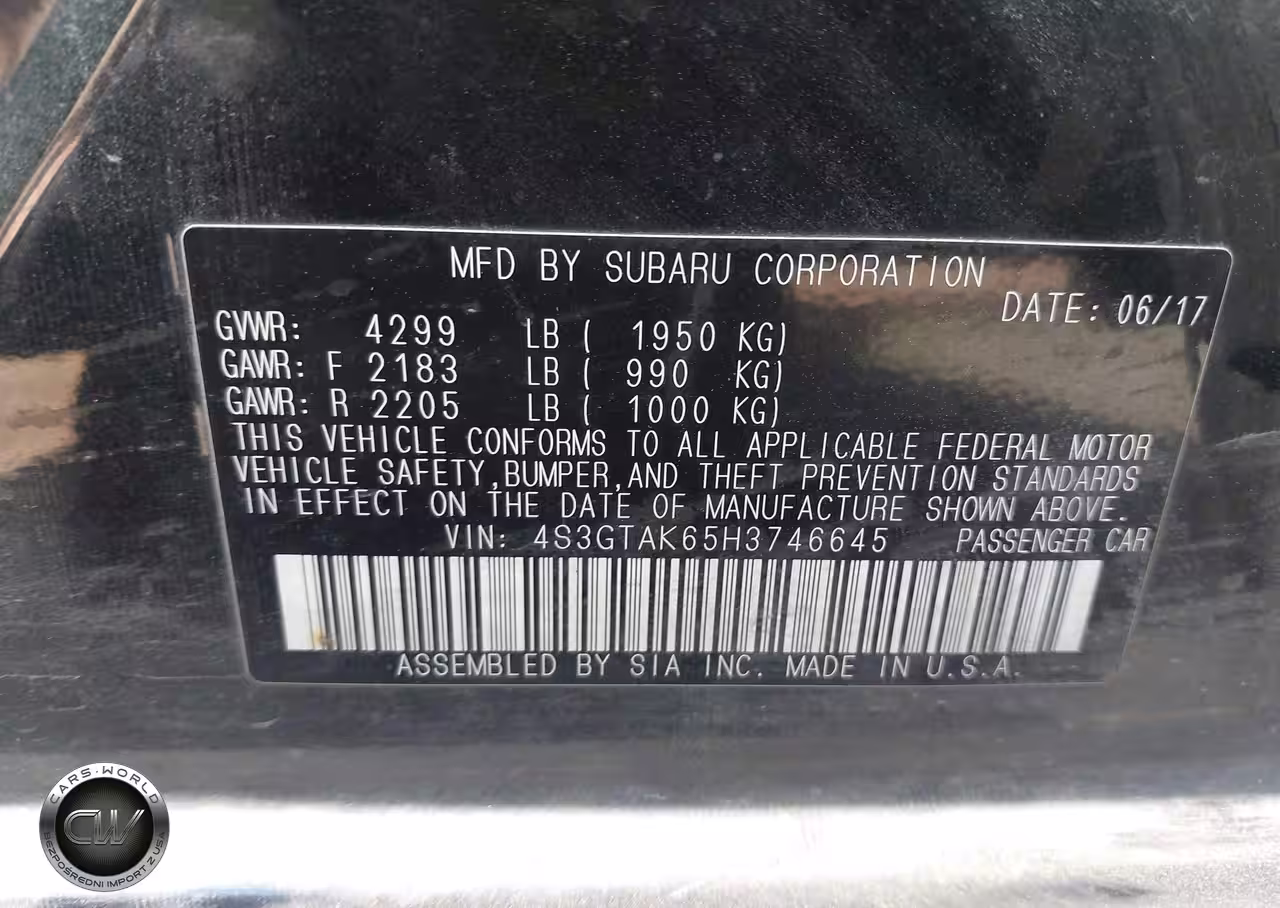 MFD BY SUBARU CORPORATION
DATE: 06/17
GVWR: 4299 LB ( 1950 KG)
GAWR: F 2183 LB ( 990 KG)
GAWR: R 2205 LB ( 1000 KG)
THIS VEHICLE CONFORMS TO ALL APPLICABLE FEDERAL MOTOR
VEHICLE SAFETY,BUMPER,AND THEFT PREVENTION STANDARDS
IN EFFECT ON THE DATE OF MANUFACTURE SHOWN ABOVE.
VIN: 4S3GTAK65H3746645 PASSENGER CAR
ASSEMBLED BY SIA INC. MADE IN U.S.A.
CARS·WORLD
CW
BEZPOŚREDNI IMPORT Z USA